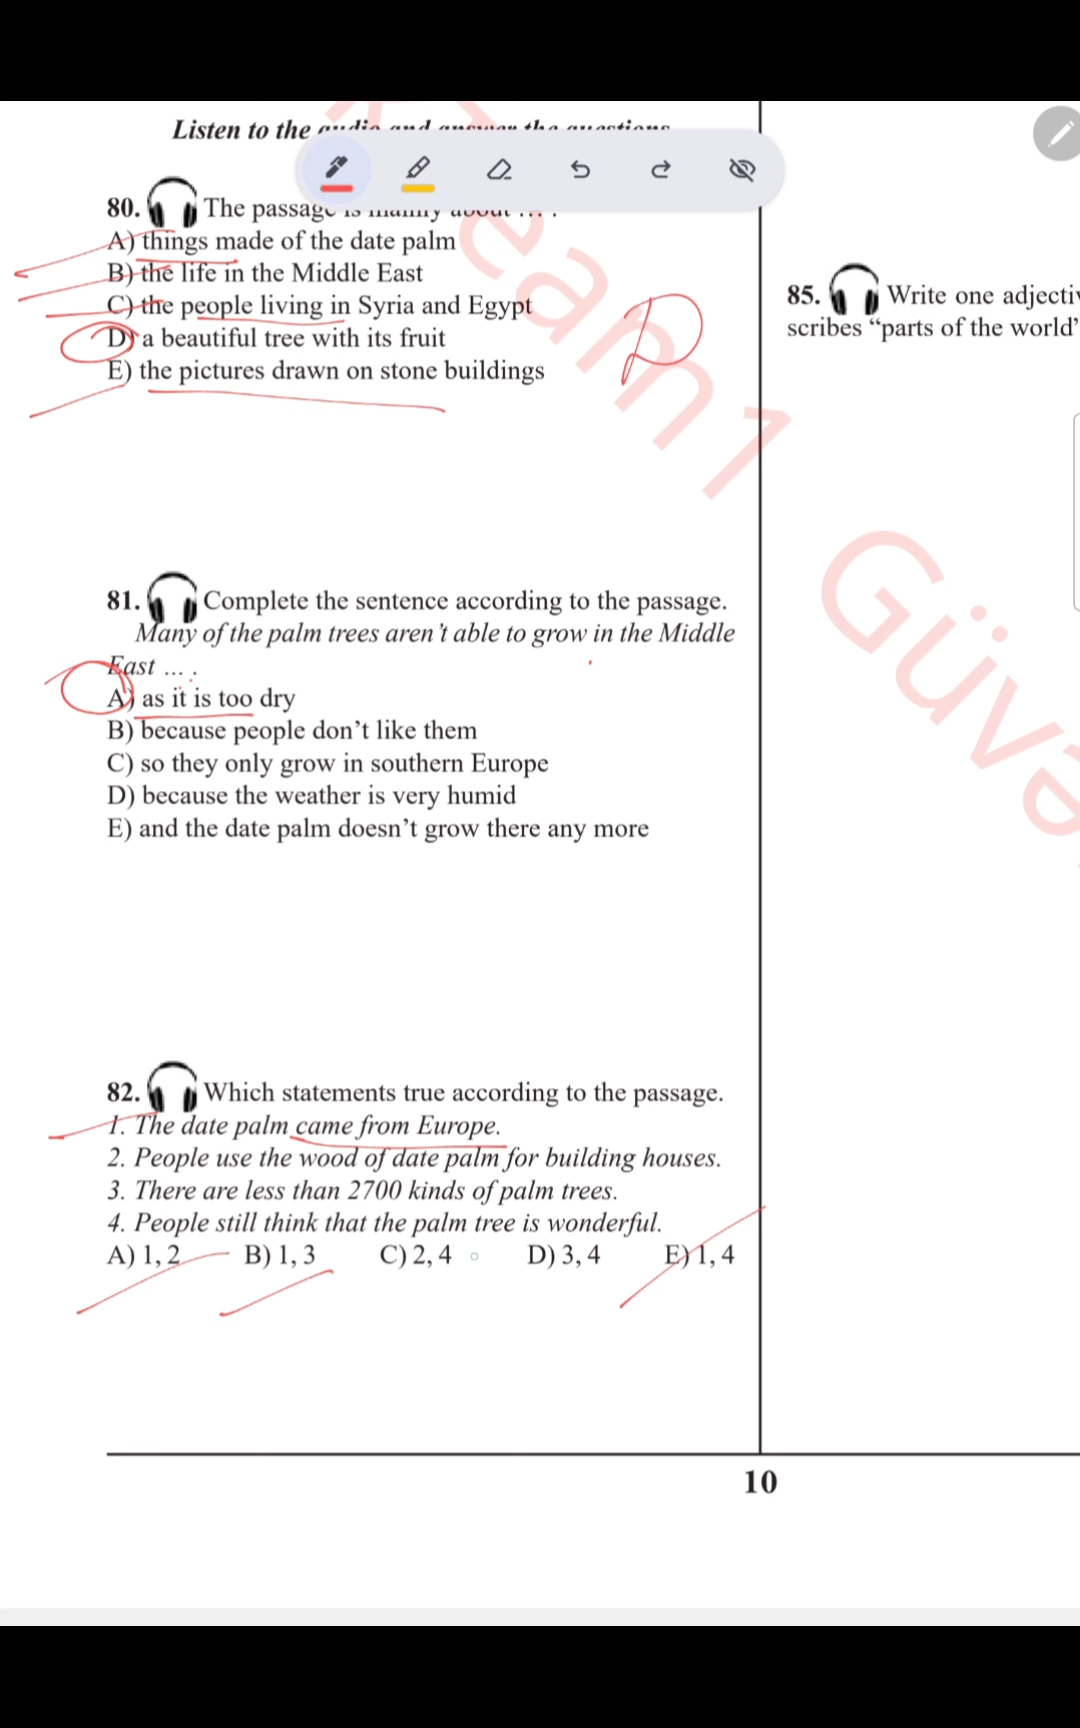 Listen to the audio and answer the questions
80. The passage is mainly about ... .
A) things made of the date palm
B) the life in the Middle East
C) the people living in Syria and Egypt
D) a beautiful tree with its fruit
E) the pictures drawn on stone buildings
81. Complete the sentence according to the passage.
Many of the palm trees aren't able to grow in the Middle
East ... .
A) as it is too dry
B) because people don't like them
C) so they only grow in southern Europe
D) because the weather is very humid
E) and the date palm doesn't grow there any more
82. Which statements true according to the passage.
1. The date palm came from Europe.
2. People use the wood of date palm for building houses.
3. There are less than 2700 kinds of palm trees.
4. People still think that the palm tree is wonderful.
A) 1, 2 B) 1, 3 C) 2, 4 D) 3, 4 E) 1, 4
85. Write one
scribes "parts of the world"
D
10